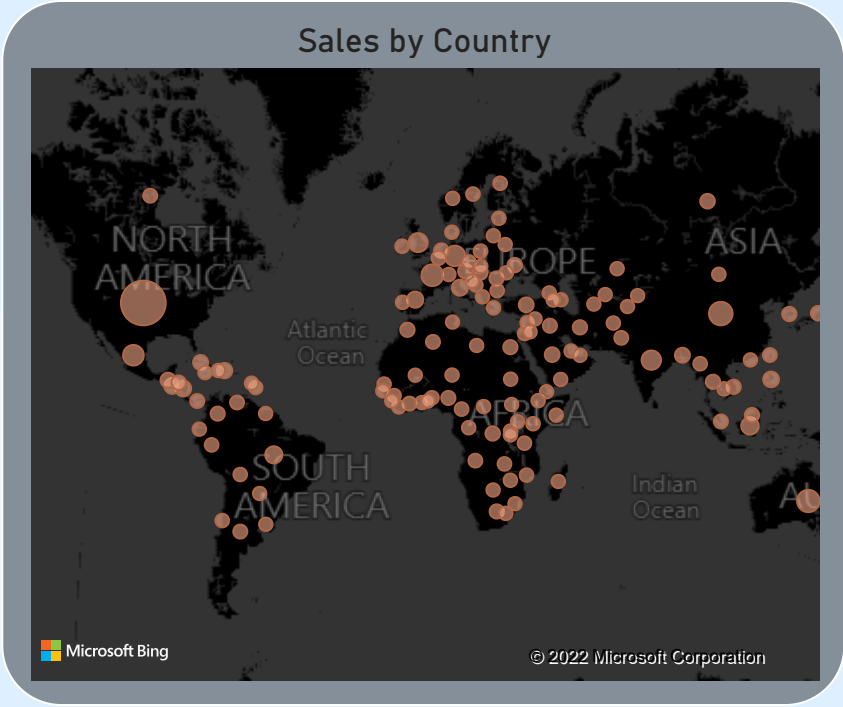 Sales by Country
NORTH
AMERICA
EUROPE
ASIA
Atlantic
Ocean
AFRICA
SOUTH
AMERICA
Indian
Ocean
AU
Microsoft Bing
© 2022 Microsoft Corporation